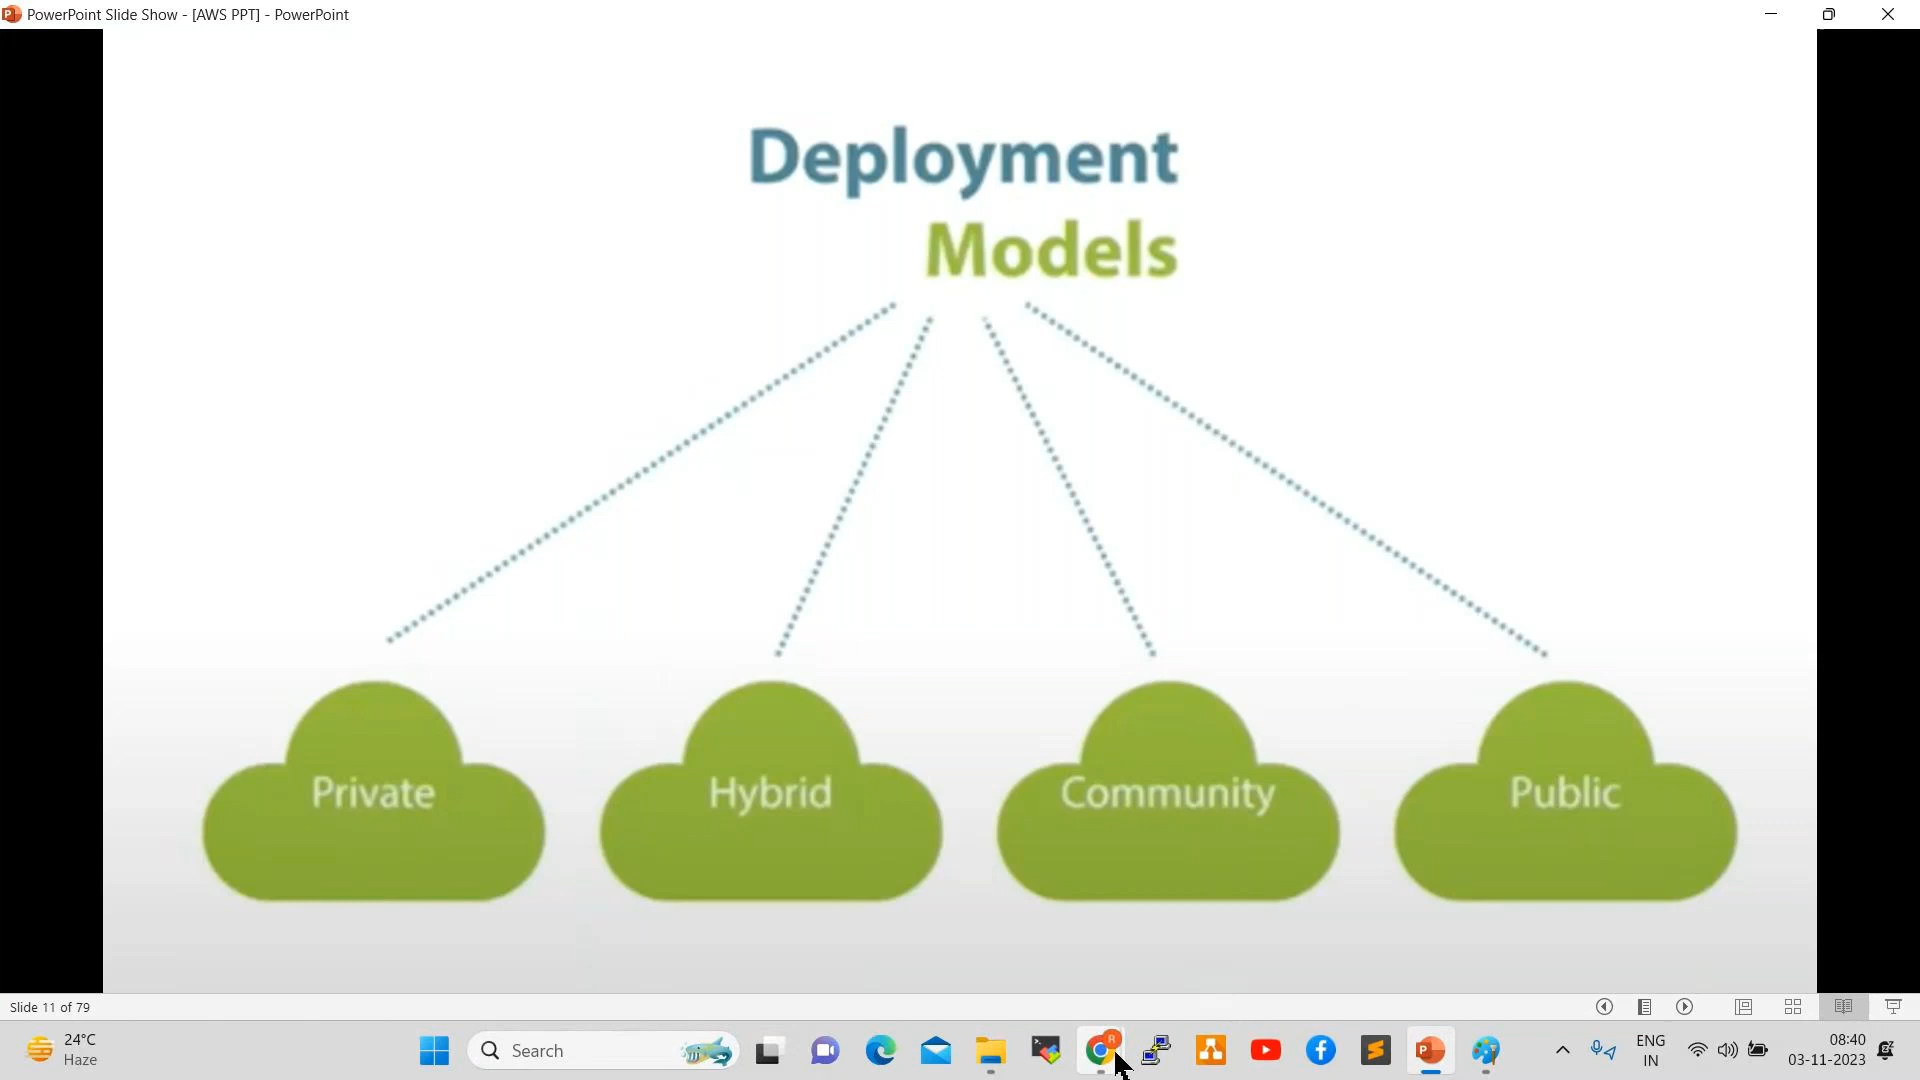 PowerPoint Slide Show - [AWS PPT] - PowerPoint
Deployment
Models
Private
Hybrid
Community
Public
Slide 11 of 79
24°C
Haze
Search
R
ENG
IN
08:40
03-11-2023